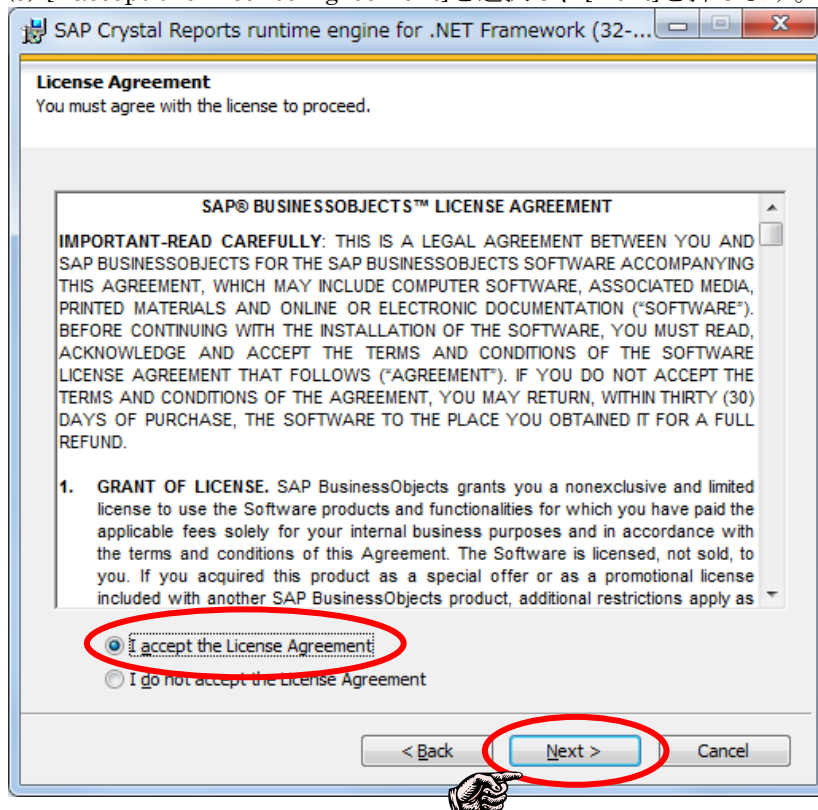 SAP Crystal Reports runtime engine for .NET Framework (32-...
License Agreement
You must agree with the license to proceed.
SAP® BUSINESSOBJECTS™ LICENSE AGREEMENT
IMPORTANT-READ CAREFULLY: THIS IS A LEGAL AGREEMENT BETWEEN YOU AND
SAP BUSINESSOBJECTS FOR THE SAP BUSINESSOBJECTS SOFTWARE ACCOMPANYING
THIS AGREEMENT, WHICH MAY INCLUDE COMPUTER SOFTWARE, ASSOCIATED MEDIA,
PRINTED MATERIALS AND ONLINE OR ELECTRONIC DOCUMENTATION (“SOFTWARE”).
BEFORE CONTINUING WITH THE INSTALLATION OF THE SOFTWARE, YOU MUST READ,
ACKNOWLEDGE AND ACCEPT THE TERMS AND CONDITIONS OF THE SOFTWARE
LICENSE AGREEMENT THAT FOLLOWS (“AGREEMENT”). IF YOU DO NOT ACCEPT THE
TERMS AND CONDITIONS OF THE AGREEMENT, YOU MAY RETURN, WITHIN THIRTY (30)
DAYS OF PURCHASE, THE SOFTWARE TO THE PLACE YOU OBTAINED IT FOR A FULL
REFUND.
1. GRANT OF LICENSE. SAP BusinessObjects grants you a nonexclusive and limited
license to use the Software products and functionalities for which you have paid the
applicable fees solely for your internal business purposes and in accordance with
the terms and conditions of this Agreement. The Software is licensed, not sold, to
you. If you acquired this product as a special offer or as a promotional license
included with another SAP BusinessObjects product, additional restrictions apply as
I accept the License Agreement
I do not accept the License Agreement
< Back Next > Cancel